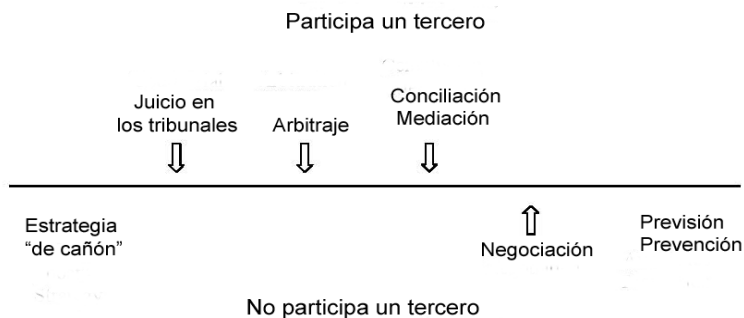 Participa un tercero
Juicio en
los tribunales
Arbitraje
Conciliación
Mediación
Estrategia
“de cañón”
Negociación
Previsión
Prevención
No participa un tercero